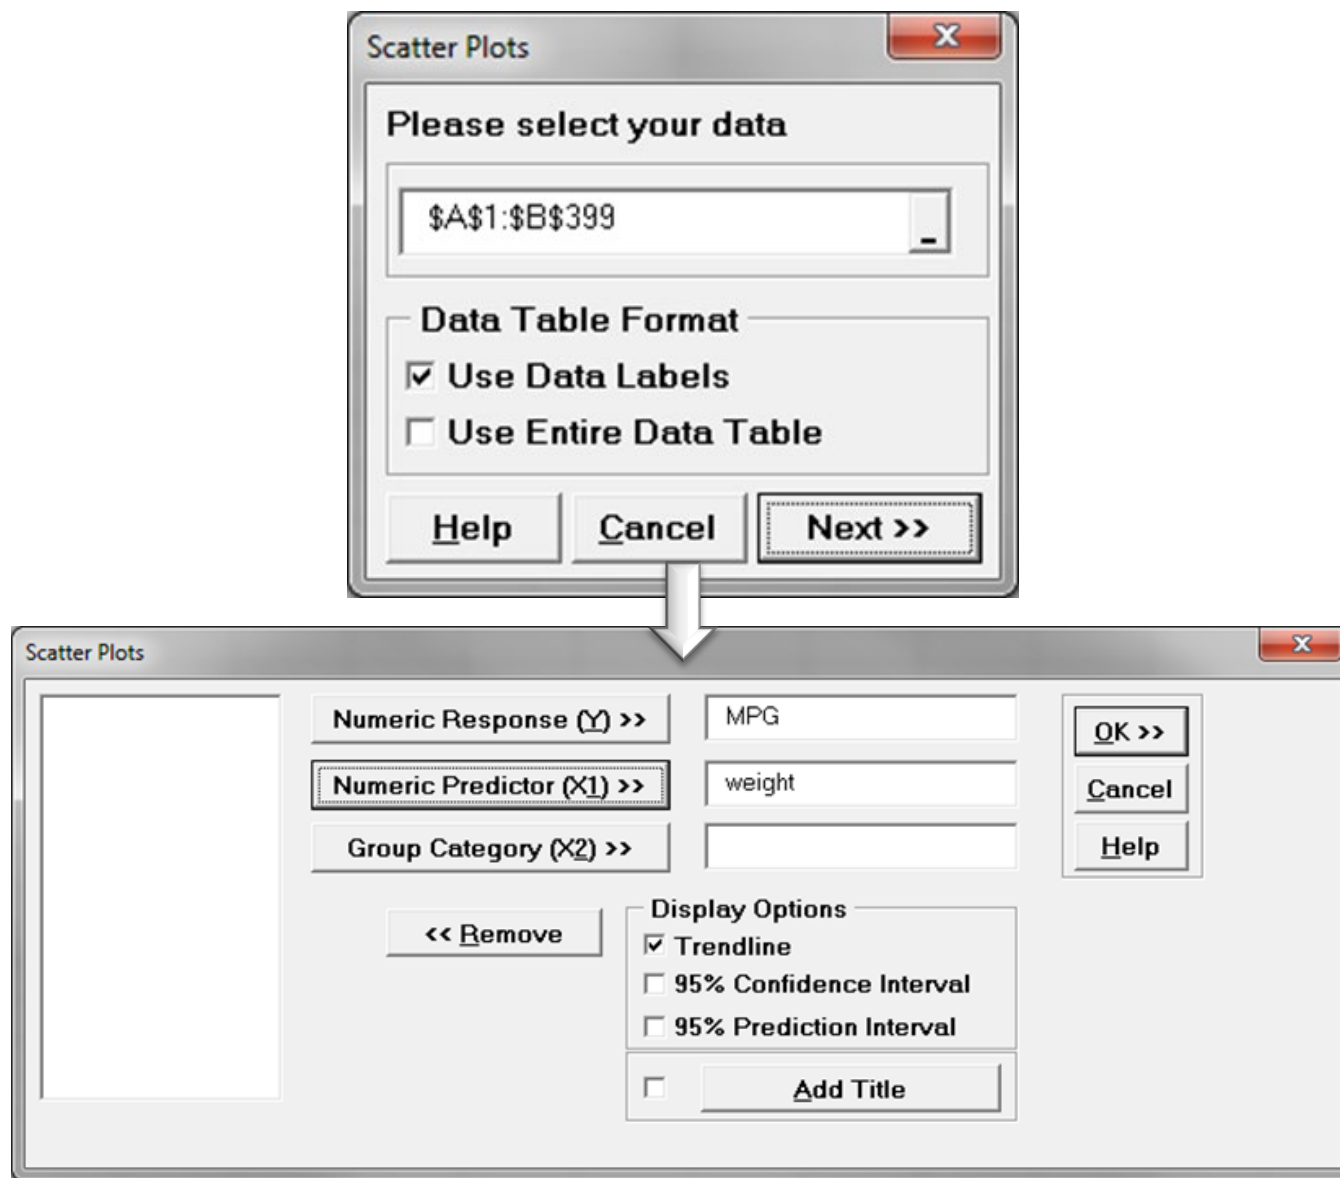 Scatter Plots
Please select your data
$A$1:$B$399
Data Table Format
Use Data Labels
Use Entire Data Table
Help Cancel Next >>
Scatter Plots
Numeric Response (Y) >> MPG OK >>
Numeric Predictor (X1) >> weight Cancel
Group Category (X2) >> Help
<< Remove
Display Options
Trendline
95% Confidence Interval
95% Prediction Interval
Add Title